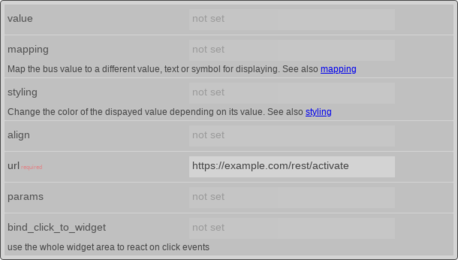 value not set
mapping not set
Map the bus value to a different value, text or symbol for displaying. See also mapping
styling not set
Change the color of the dispayed value depending on its value. See also styling
align not set
url required https://example.com/rest/activate
params not set
bind_click_to_widget not set
use the whole widget area to react on click events